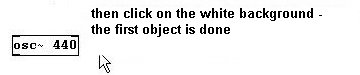 then click on the white background -
the first object is done
osc~ 440